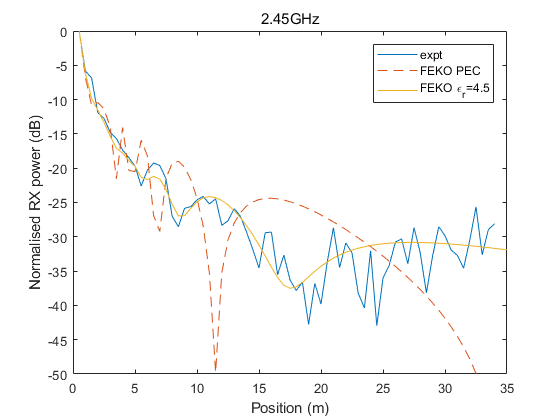 2.45GHz
Normalised RX power (dB)
0
-5
-10
-15
-20
-25
-30
-35
-40
-45
-50
expt
FEKO PEC
FEKO ϵr=4.5
0 5 10 15 20 25 30 35
Position (m)